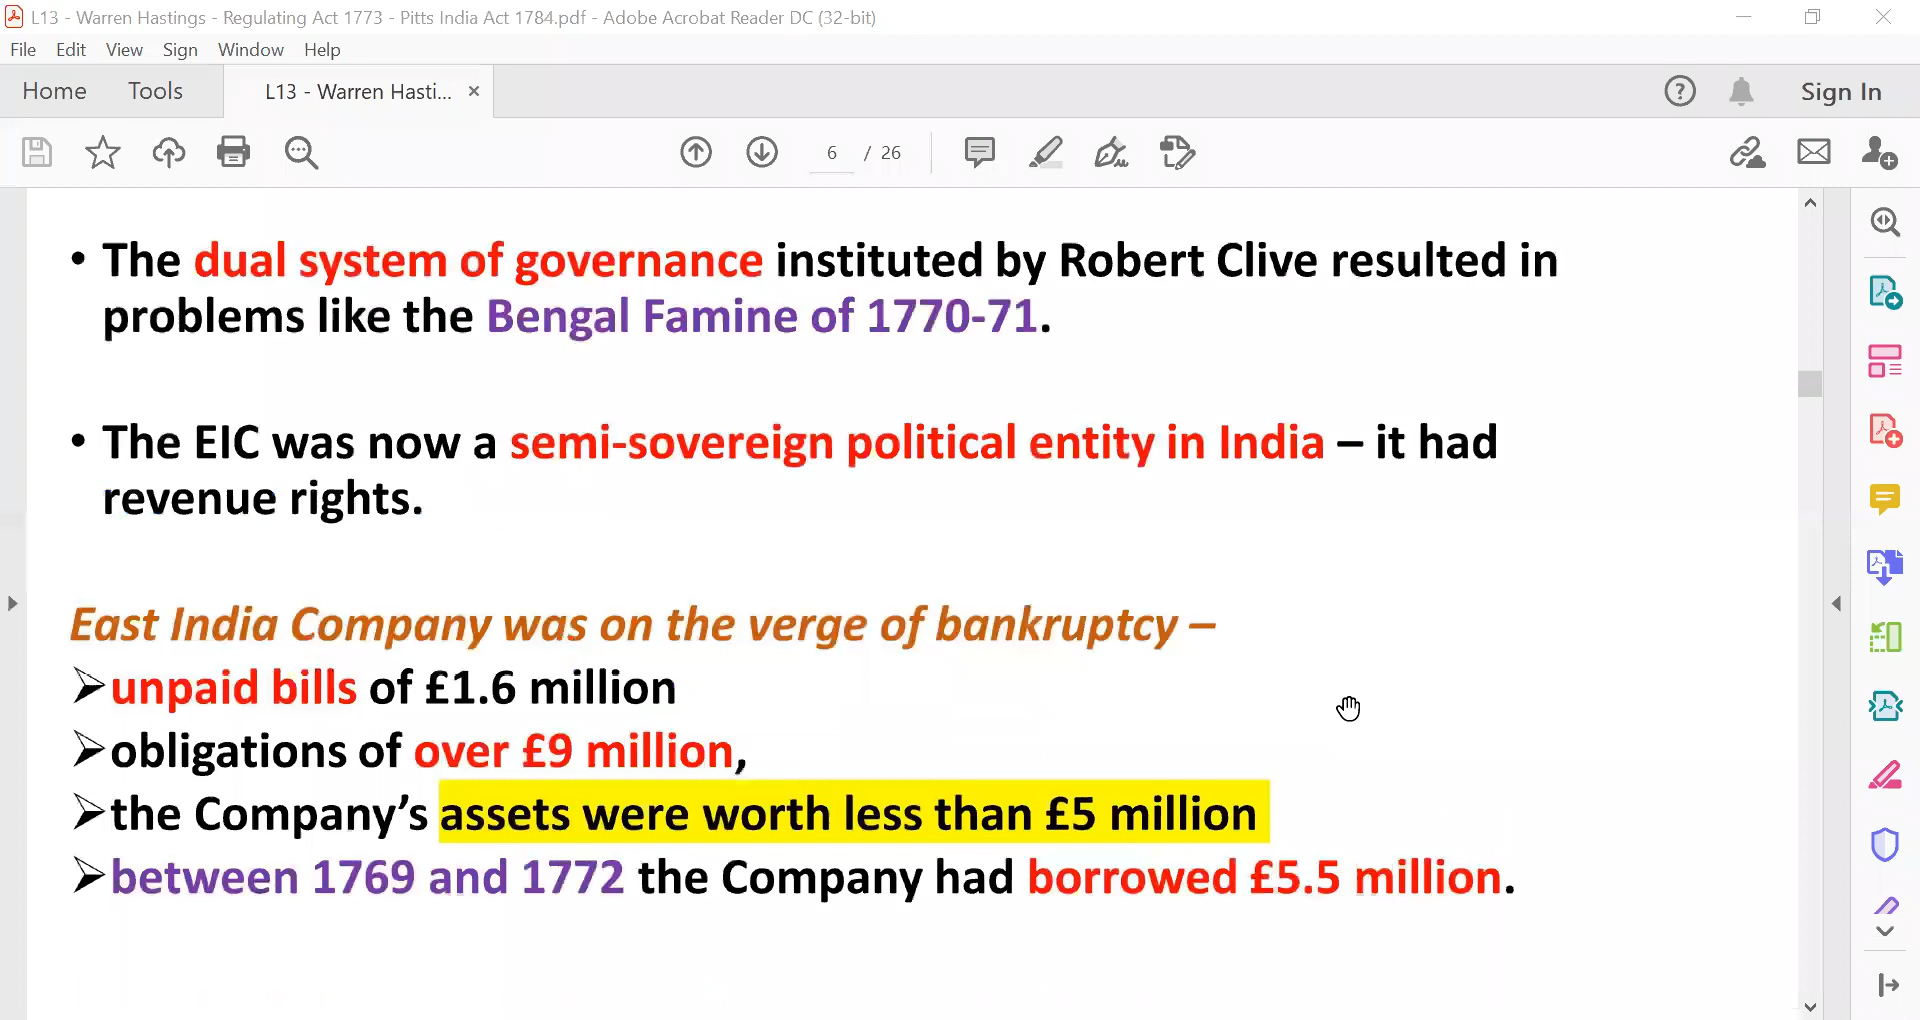 L13 - Warren Hastings - Regulating Act 1773 - Pitts India Act 1784.pdf - Adobe Acrobat Reader DC (32-bit)
File Edit View Sign Window Help
Home Tools L13 - Warren Hasti... × Sign In
6 / 26
• The dual system of governance instituted by Robert Clive resulted in
problems like the Bengal Famine of 1770-71.
• The EIC was now a semi-sovereign political entity in India – it had
revenue rights.
East India Company was on the verge of bankruptcy –
➢unpaid bills of £1.6 million
➢obligations of over £9 million,
➢the Company’s assets were worth less than £5 million
➢between 1769 and 1772 the Company had borrowed £5.5 million.